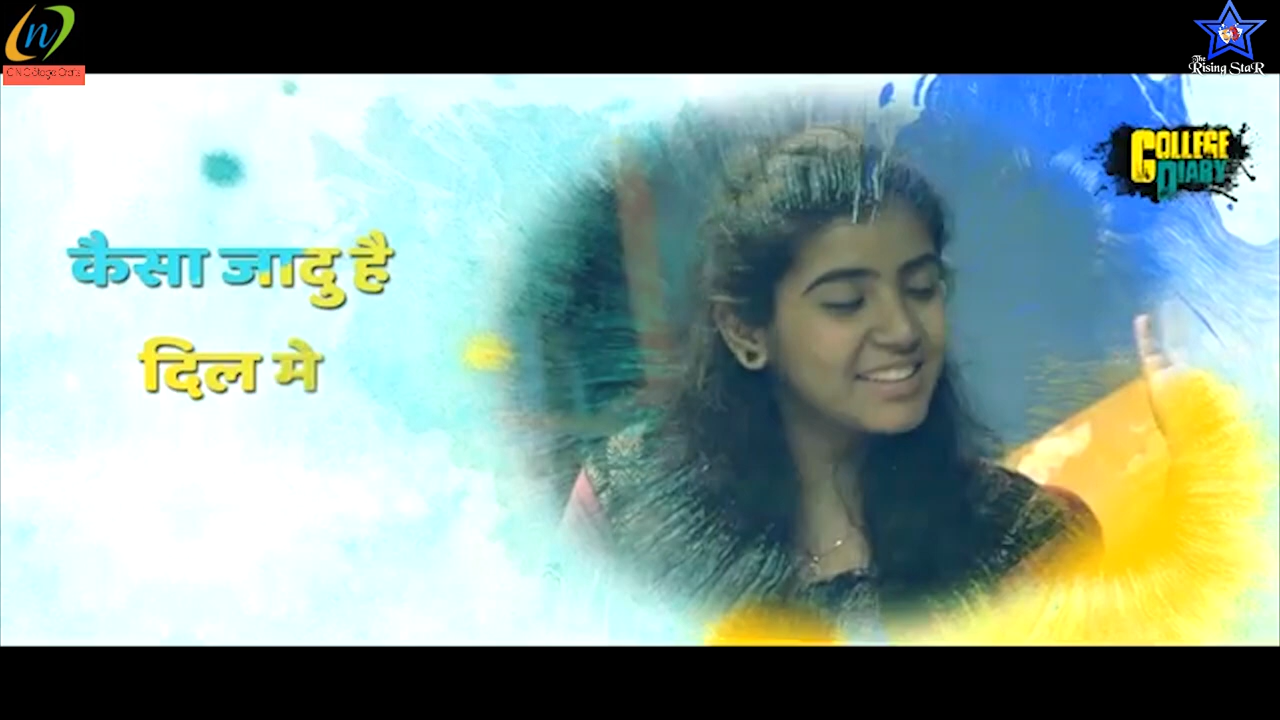 The
Rising StaR
COLLEGE
DIARY
कैसा जादु है
दिल मे